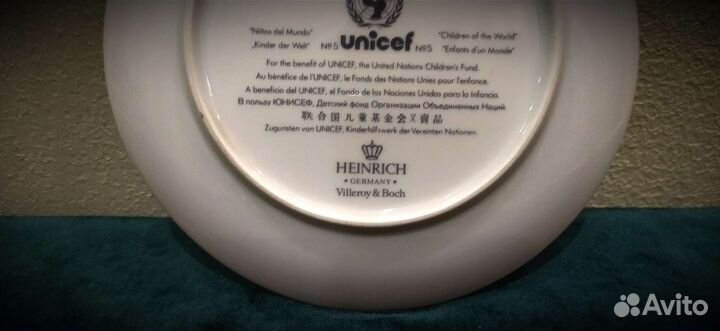 "Niños del Mundo" "Children of the World"
„Kinder der Welt" Nº5 unicef Nº5 "Enfants d'un Monde"
For the benefit of UNICEF, the United Nations Children's Fund.
Au bénéfice de l'UNICEF, le Fonds des Nations Unies pour l'enfance.
A beneficio del UNICEF, el Fondo de las Naciones Unidas para la Infancia.
В пользу ЮНИСЕФ, Детский фонд Организации Объединенных Наций.
联合国儿童基金会义賣品
Zugunsten von UNICEF, Kinderhilfswerk der Vereinten Nationen.
HEINRICH
• GERMANY •
Villeroy & Boch
Avito